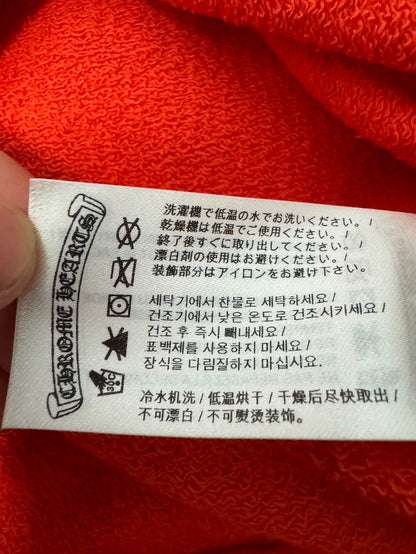 CHROME HEARTS
洗濯機で低温の水でお洗いください。/
乾燥機は低温でご使用ください。/
終了後すぐに取り出してください。/
漂白剤の使用はお避けください。/
装飾部分はアイロンをお避け下さい。
세탁기에서 찬물로 세탁하세요 /
건조기에서 낮은 온도로 건조시키세요 /
건조 후 즉시 빼내세요 /
표백제를 사용하지 마세요 /
장식을 다림질하지 마십시요.
30C
冷水机洗 / 低温烘干 / 干燥后尽快取出 /
不可漂白 / 不可熨烫装饰。